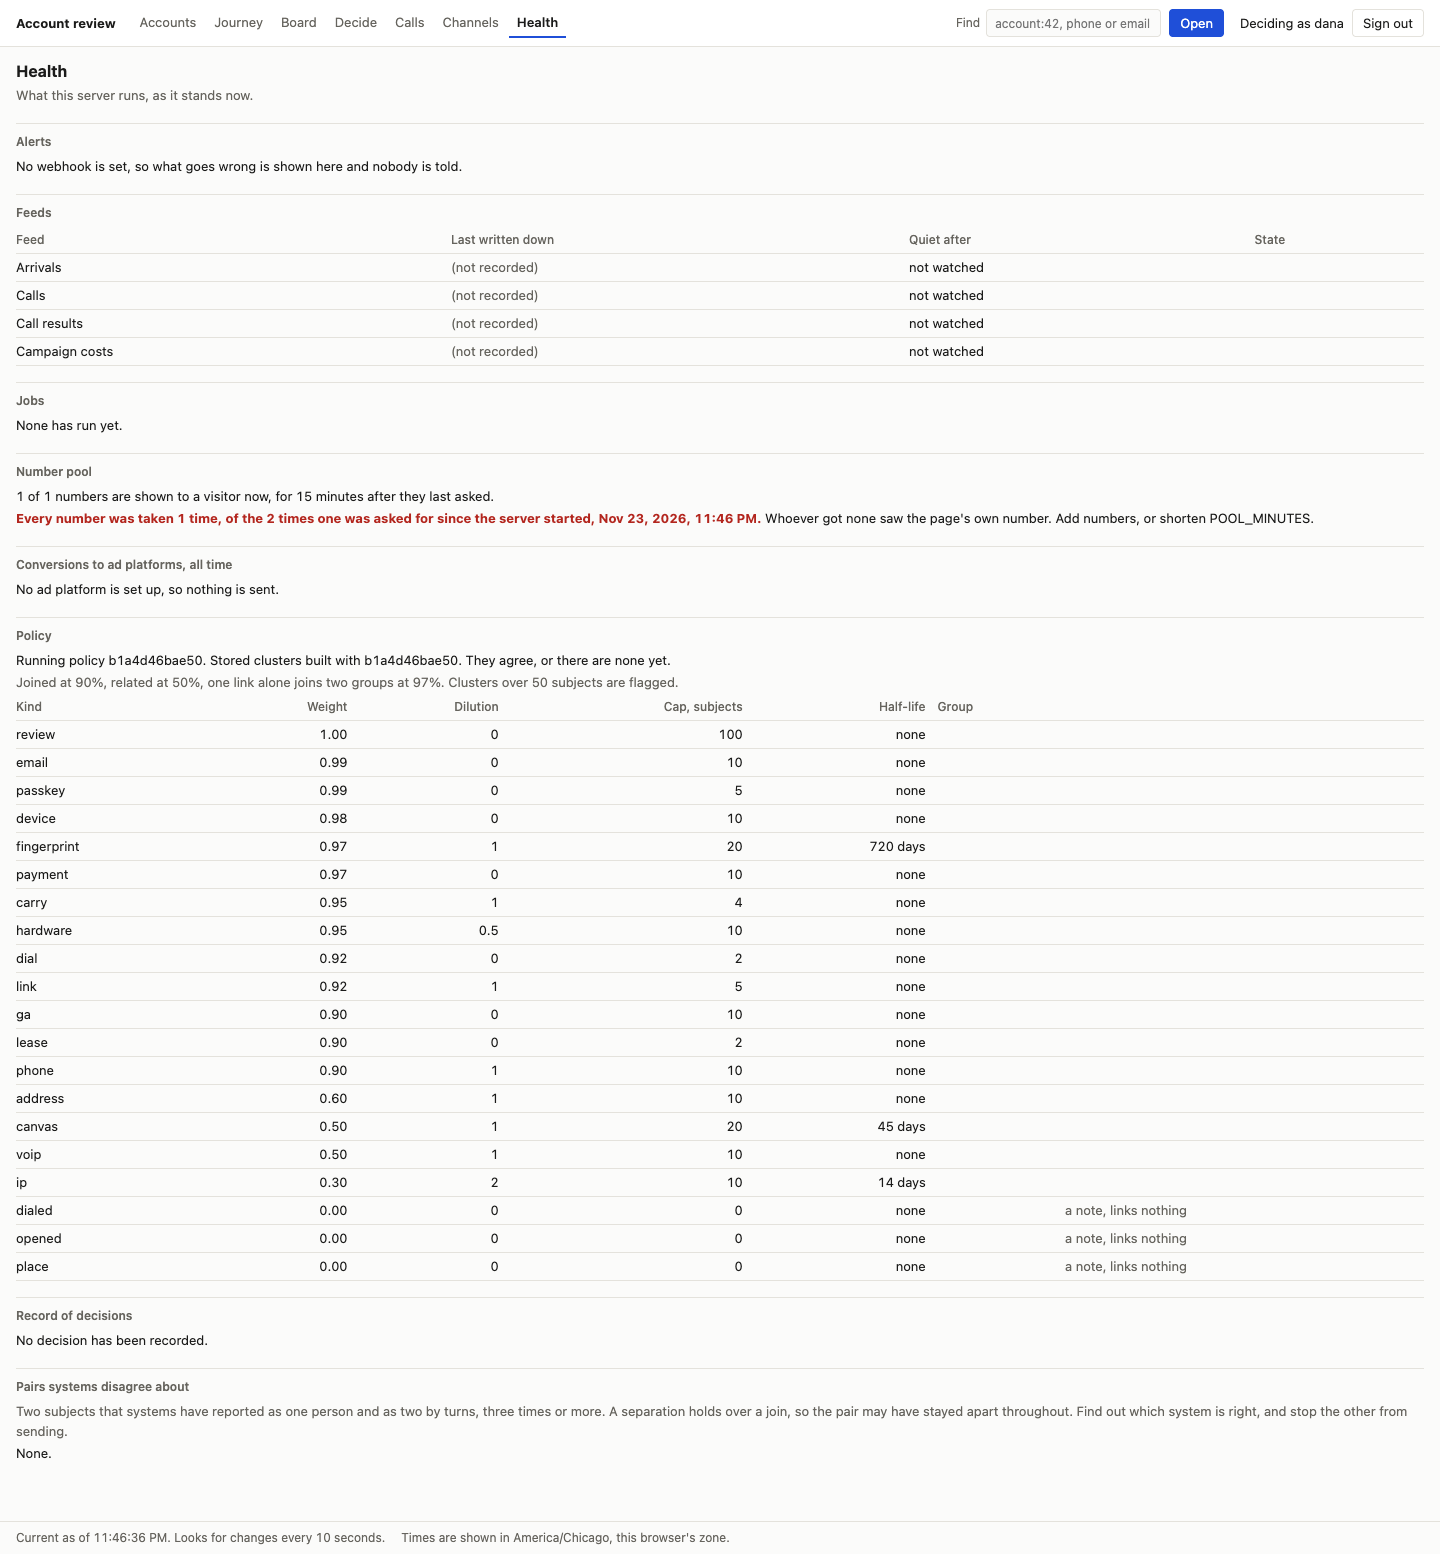 Account review Accounts Journey Board Decide Calls Channels Health Find account:42, phone or email Open Deciding as dana Sign out
Health
What this server runs, as it stands now.
Alerts
No webhook is set, so what goes wrong is shown here and nobody is told.
Feeds
Feed Last written down Quiet after State
Arrivals (not recorded) not watched
Calls (not recorded) not watched
Call results (not recorded) not watched
Campaign costs (not recorded) not watched
Jobs
None has run yet.
Number pool
1 of 1 numbers are shown to a visitor now, for 15 minutes after they last asked.
Every number was taken 1 time, of the 2 times one was asked for since the server started, Nov 23, 2026, 11:46 PM. Whoever got none saw the page's own number. Add numbers, or shorten POOL_MINUTES.
Conversions to ad platforms, all time
No ad platform is set up, so nothing is sent.
Policy
Running policy b1a4d46bae50. Stored clusters built with b1a4d46bae50. They agree, or there are none yet.
Joined at 90%, related at 50%, one link alone joins two groups at 97%. Clusters over 50 subjects are flagged.
Kind Weight Dilution Cap, subjects Half-life Group
review 1.00 0 100 none
email 0.99 0 10 none
passkey 0.99 0 5 none
device 0.98 0 10 none
fingerprint 0.97 1 20 720 days
payment 0.97 0 10 none
carry 0.95 1 4 none
hardware 0.95 0.5 10 none
dial 0.92 0 2 none
link 0.92 1 5 none
ga 0.90 0 10 none
lease 0.90 0 2 none
phone 0.90 1 10 none
address 0.60 1 10 none
canvas 0.50 1 20 45 days
voip 0.50 1 10 none
ip 0.30 2 10 14 days
dialed 0.00 0 0 none a note, links nothing
opened 0.00 0 0 none a note, links nothing
place 0.00 0 0 none a note, links nothing
Record of decisions
No decision has been recorded.
Pairs systems disagree about
Two subjects that systems have reported as one person and as two by turns, three times or more. A separation holds over a join, so the pair may have stayed apart throughout. Find out which system is right, and stop the other from
sending.
None.
Current as of 11:46:36 PM. Looks for changes every 10 seconds. Times are shown in America/Chicago, this browser's zone.